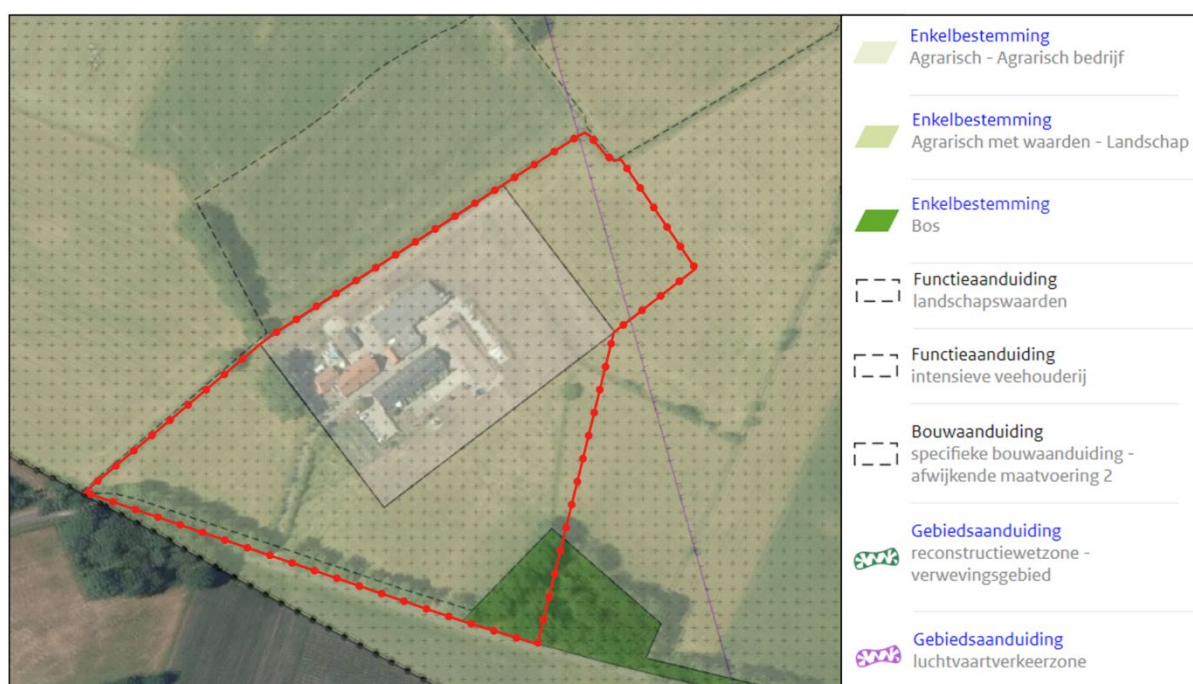 Enkelbestemming
Agrarisch - Agrarisch bedrijf
Enkelbestemming
Agrarisch met waarden - Landschap
Enkelbestemming
Bos
Functieaanduiding
landschapswaarden
Functieaanduiding
intensieve veehouderij
Bouwaanduiding
specifieke bouwaanduiding -
afwijkende maatvoering 2
Gebiedsaanduiding
reconstructiewetzone -
verwevingsgebied
Gebiedsaanduiding
luchtvaartverkeerzone